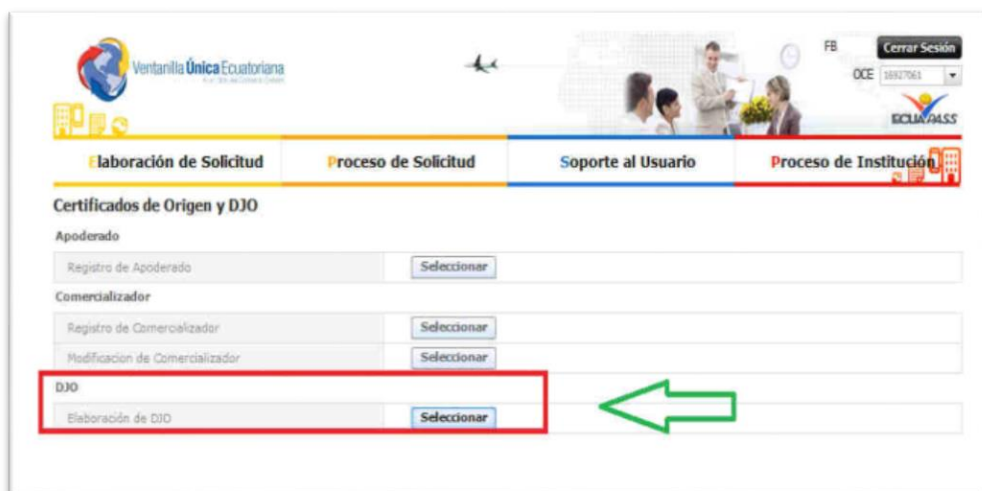 Ventanilla Única Ecuatoriana
FB
Cerrar Sesión
OCE 16927061
ECUAPASS
Elaboración de Solicitud
Proceso de Solicitud
Soporte al Usuario
Proceso de Institución
Certificados de Origen y DJO
Apoderado
Registro de Apoderado Seleccionar
Comercializador
Registro de Comercializador Seleccionar
Modificacion de Comercializador Seleccionar
DJO
Elaboración de DJO Seleccionar